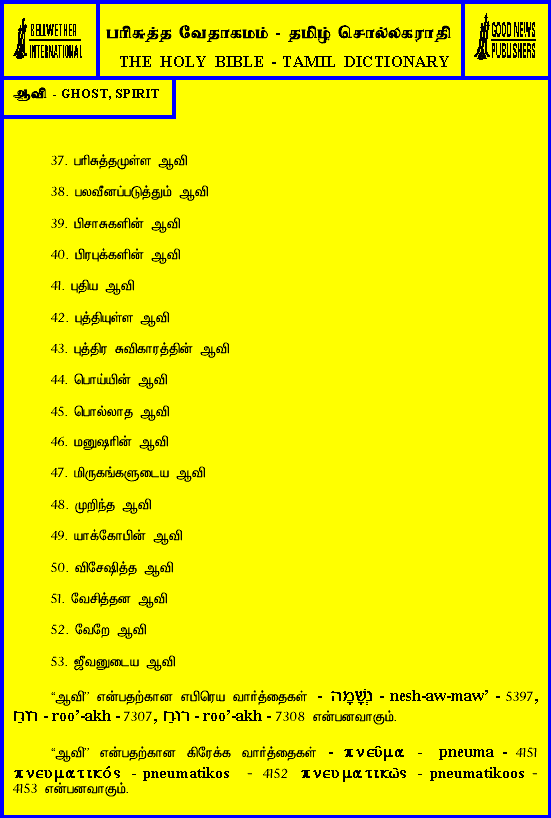 BELLWETHER
INTERNATIONAL
பரிசுத்த வேதாகமம் - தமிழ் சொல்லகராதி
THE HOLY BIBLE - TAMIL DICTIONARY
GOOD NEWS
PUBLISHERS
ஆவி - GHOST, SPIRIT
37. பரிசுத்தமுள்ள ஆவி
38. பலவீனப்படுத்தும் ஆவி
39. பிசாசுகளின் ஆவி
40. பிரபுக்களின் ஆவி
41. புதிய ஆவி
42. புத்தியுள்ள ஆவி
43. புத்திர சுவிகாரத்தின் ஆவி
44. பொய்யின் ஆவி
45. பொல்லாத ஆவி
46. மனுஷரின் ஆவி
47. மிருகங்களுடைய ஆவி
48. முறிந்த ஆவி
49. யாக்கோபின் ஆவி
50. விசேஷித்த ஆவி
51. வேசித்தன ஆவி
52. வேறே ஆவி
53. ஜீவனுடைய ஆவி
“ஆவி” என்பதற்கான எபிரெய வார்த்தைகள் - נְשָׁמָה - nesh-aw-maw’ - 5397,
רוּחַ - roo’-akh - 7307, רוּחַ - roo’-akh - 7308 என்பனவாகும்.
“ஆவி” என்பதற்கான கிரேக்க வார்த்தைகள் - πνεῦμα - pneuma - 4151
πνευματικός - pneumatikos - 4152 πνευματικῶς - pneumatikoos -
4153 என்பனவாகும்.